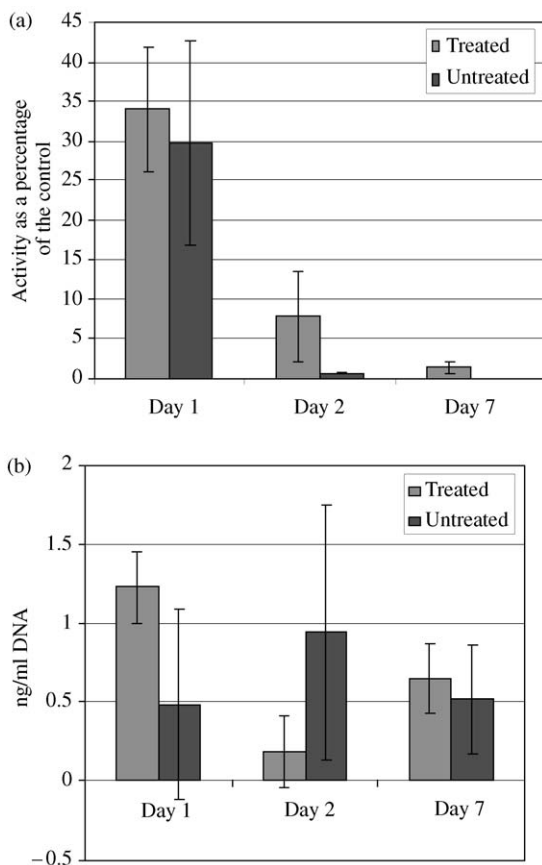 (a)
Activity as a percentage
of the control
45
40
35
30
25
20
15
10
5
0
Treated
Untreated
Day 1
Day 2
Day 7
(b)
ng/ml DNA
2
1.5
1
0.5
0
−0.5
Treated
Untreated
Day 1
Day 2
Day 7